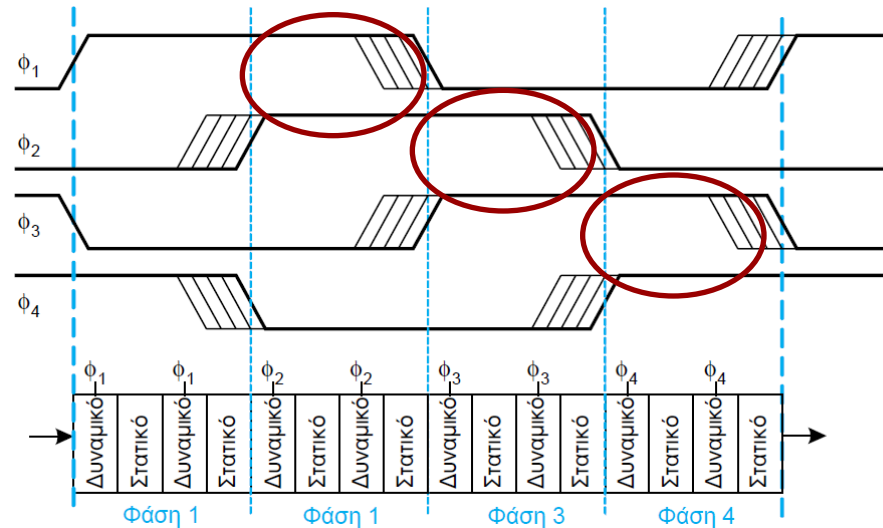 ϕ1
ϕ2
ϕ3
ϕ4
ϕ1 ϕ1 ϕ2 ϕ2 ϕ3 ϕ3 ϕ4 ϕ4
Δυναμικό Στατικό Δυναμικό Στατικό Δυναμικό Στατικό Δυναμικό Στατικό Δυναμικό Στατικό Δυναμικό Στατικό Δυναμικό Στατικό Δυναμικό Στατικό
Φάση 1 Φάση 1 Φάση 3 Φάση 4